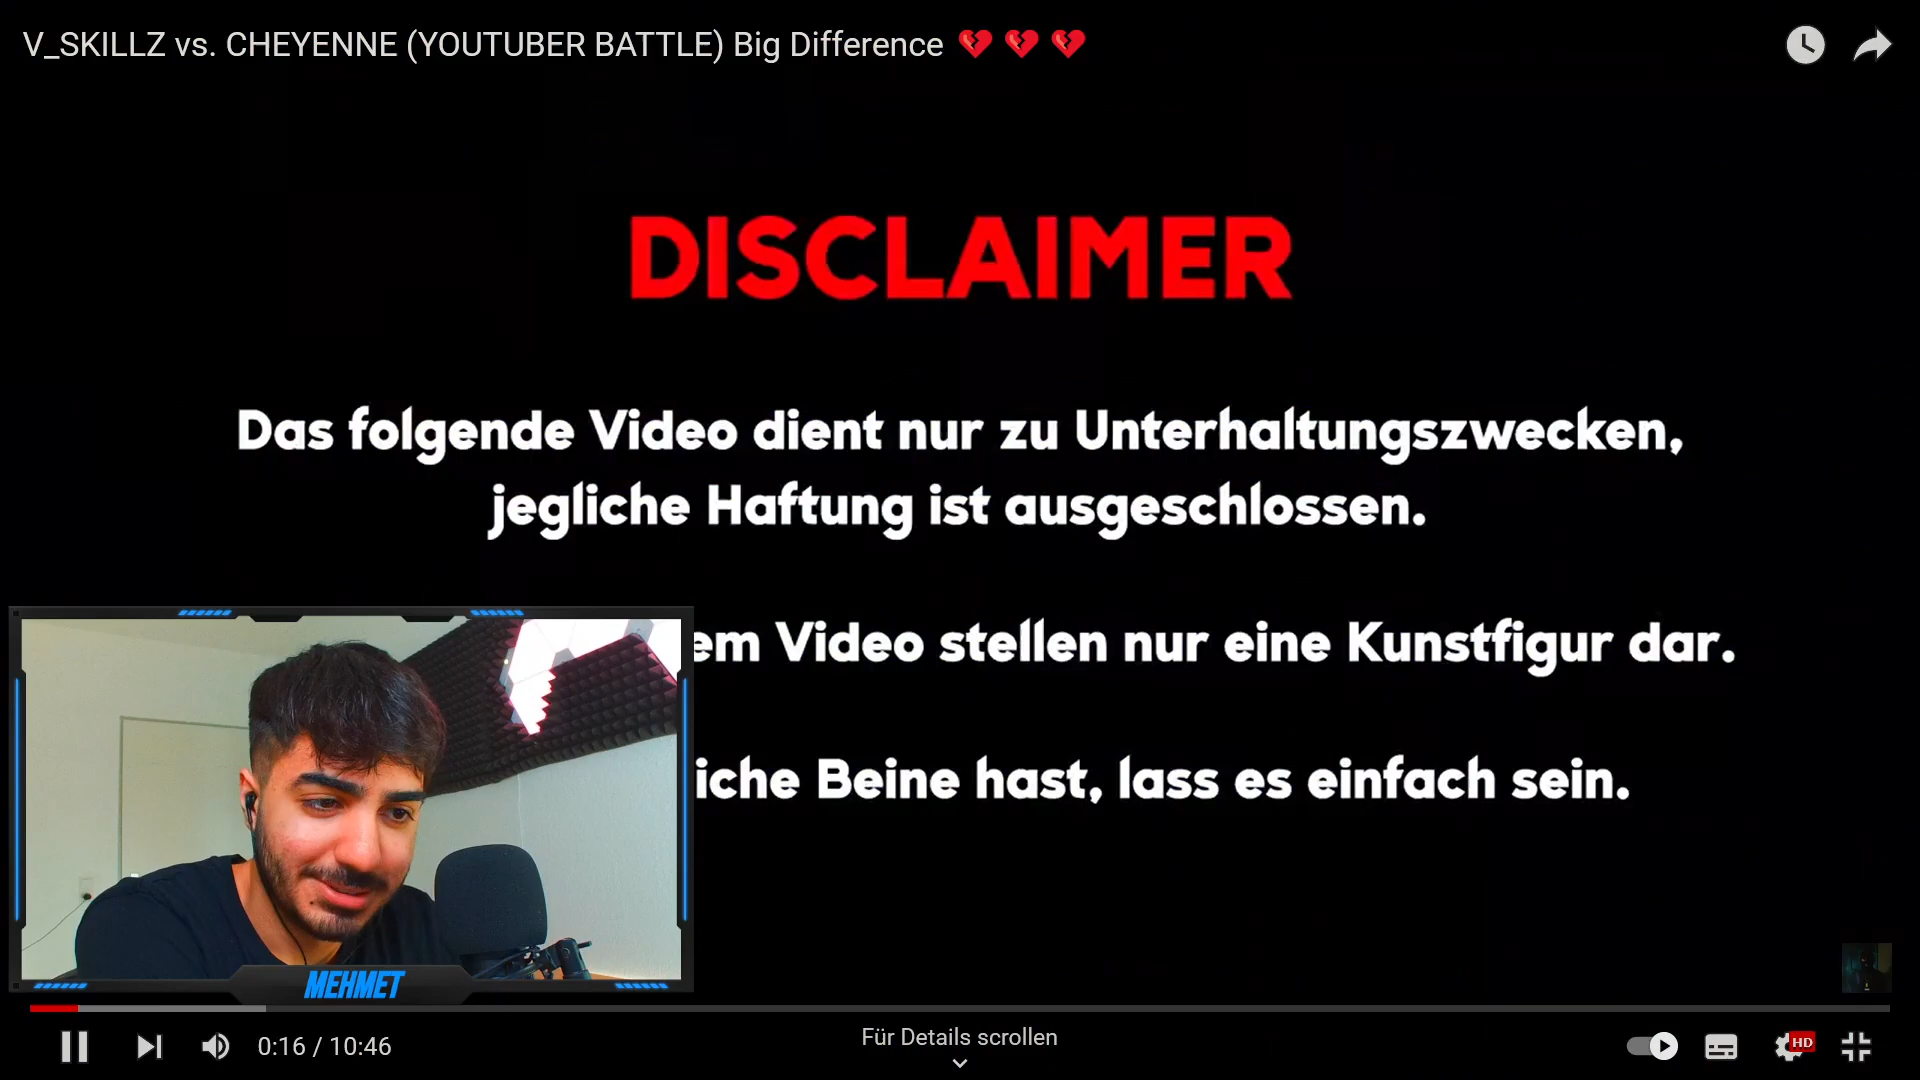 V_SKILLZ vs. CHEYENNE (YOUTUBER BATTLE) Big Difference 💔 💔 💔
DISCLAIMER
Das folgende Video dient nur zu Unterhaltungszwecken,
jegliche Haftung ist ausgeschlossen.
Video stellen nur eine Kunstfigur dar.
Beine hast, lass es einfach sein.
MEHMET
0:16 / 10:46
Für Details scrollen
HD